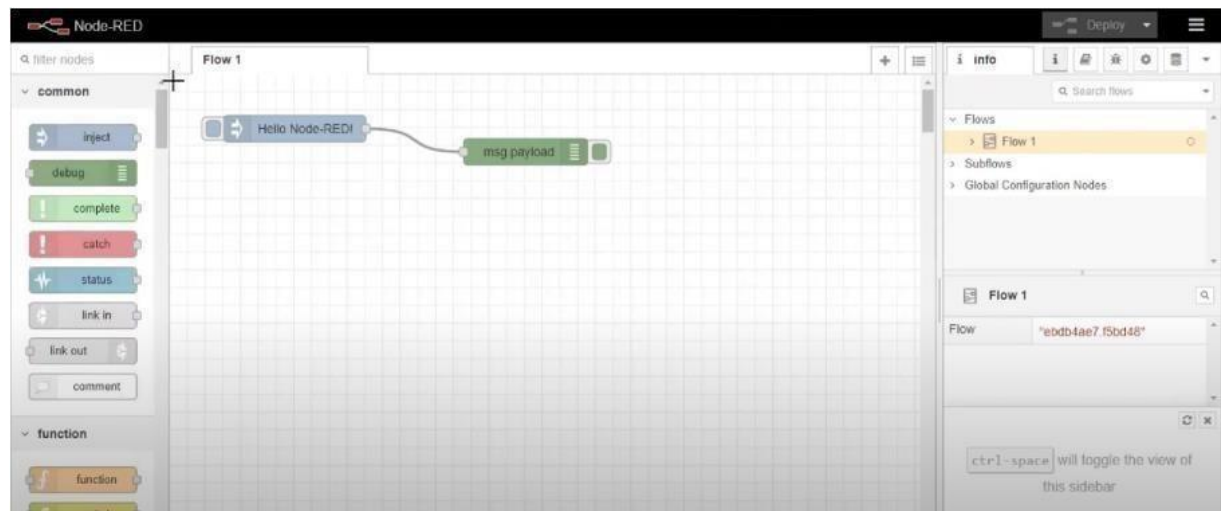 Node-RED
Deploy
filter nodes
Flow 1
i info
i
Search flows
common
inject
debug
complete
catch
status
link in
link out
comment
function
function
Hello Node-RED!
msg payload
Flows
Flow 1
Subflows
Global Configuration Nodes
Flow 1
Flow
"ebdb4ae7.f5bd48"
ctrl-space will toggle the view of
this sidebar